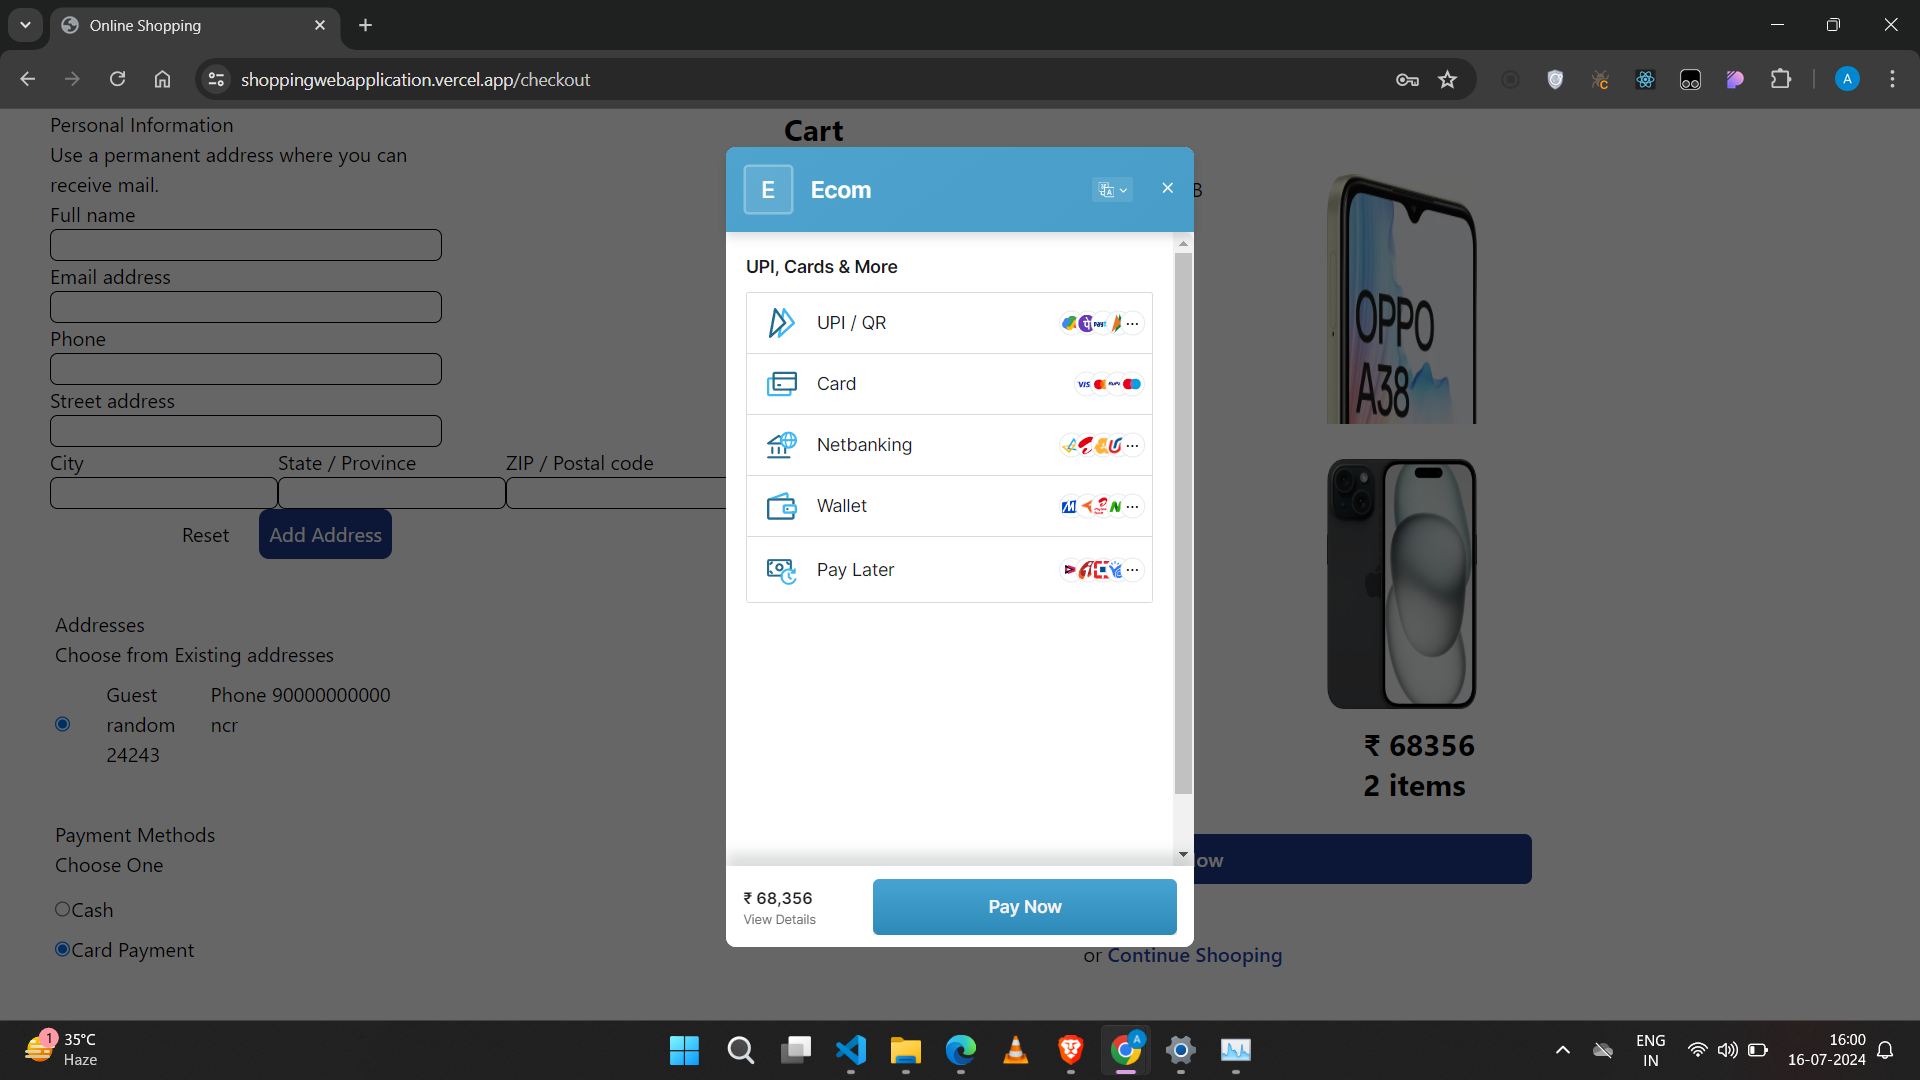 Online Shopping
shoppingwebapplication.vercel.app/checkout
A
Personal Information
Use a permanent address where you can
receive mail.
Full name
Email address
Phone
Street address
City
State / Province
ZIP / Postal code
Reset
Add Address
Addresses
Choose from Existing addresses
Guest
random
24243
Phone 90000000000
ncr
Payment Methods
Choose One
Cash
Card Payment
Cart
E
Ecom
UPI, Cards & More
UPI / QR
Card
VISA
Netbanking
Wallet
Pay Later
₹ 68,356
View Details
Pay Now
OPPO
A38
₹ 68356
2 items
or Continue Shooping
1
35°C
Haze
A
ENG
IN
16:00
16-07-2024